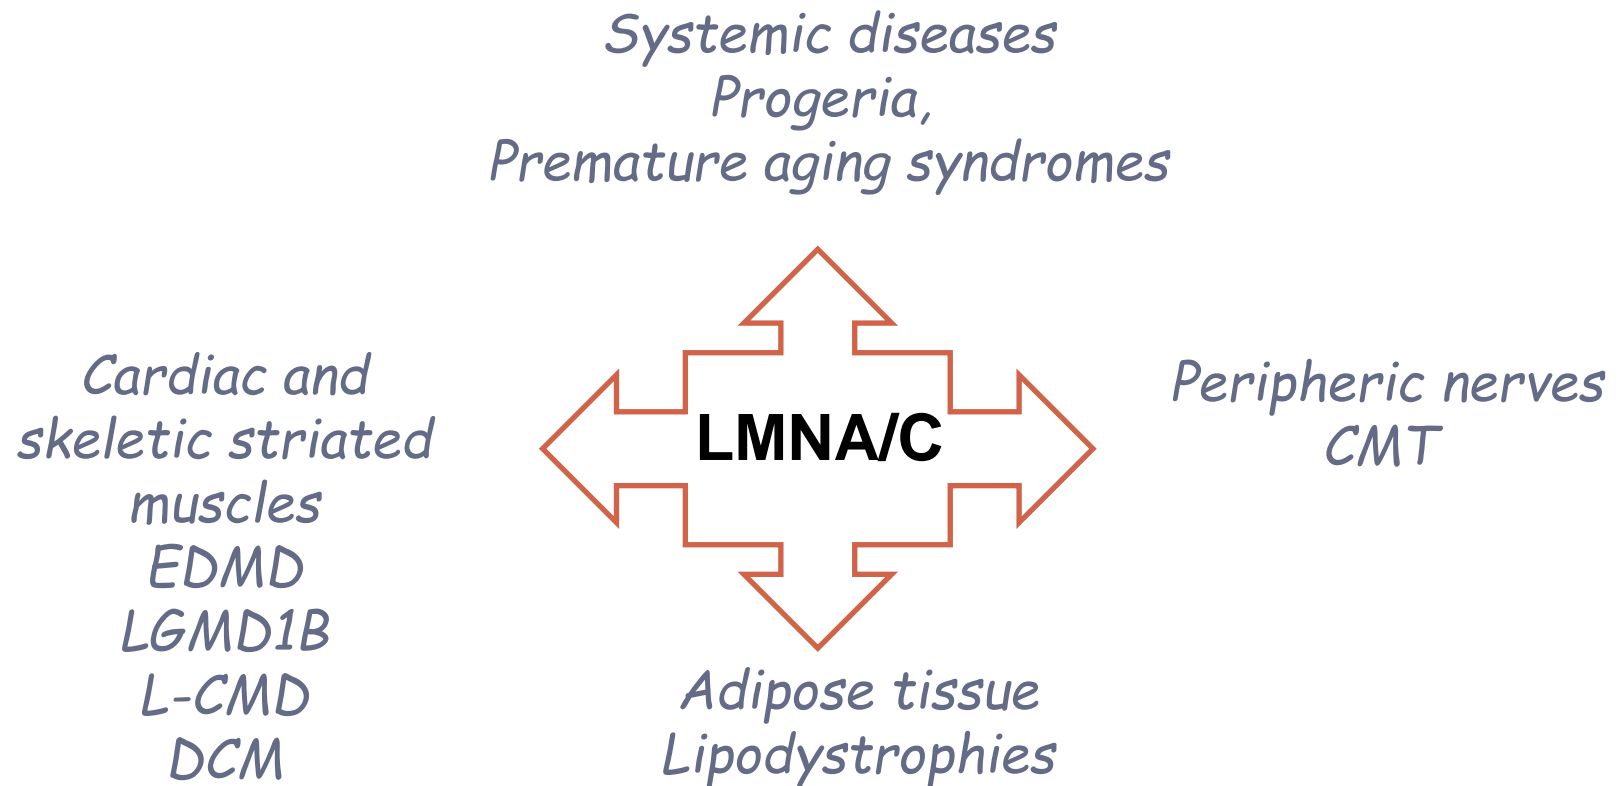 Systemic diseases
Progeria,
Premature aging syndromes
Cardiac and
skeletic striated
muscles
EDMD
LGMD1B
L-CMD
DCM
LMNA/C
Peripheric nerves
CMT
Adipose tissue
Lipodystrophies